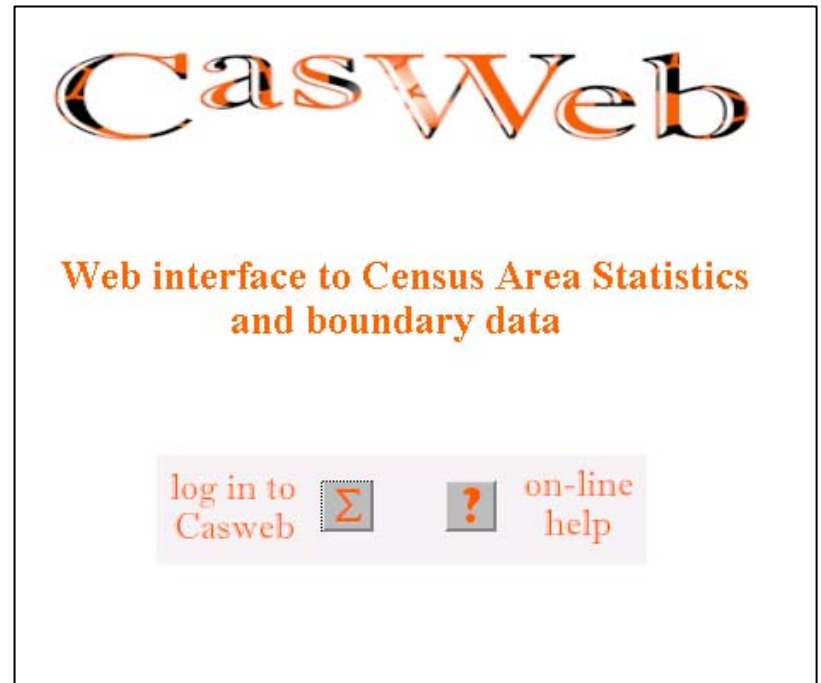 CasWeb
Web interface to Census Area Statistics
and boundary data
log in to
Casweb
Σ
?
on-line
help